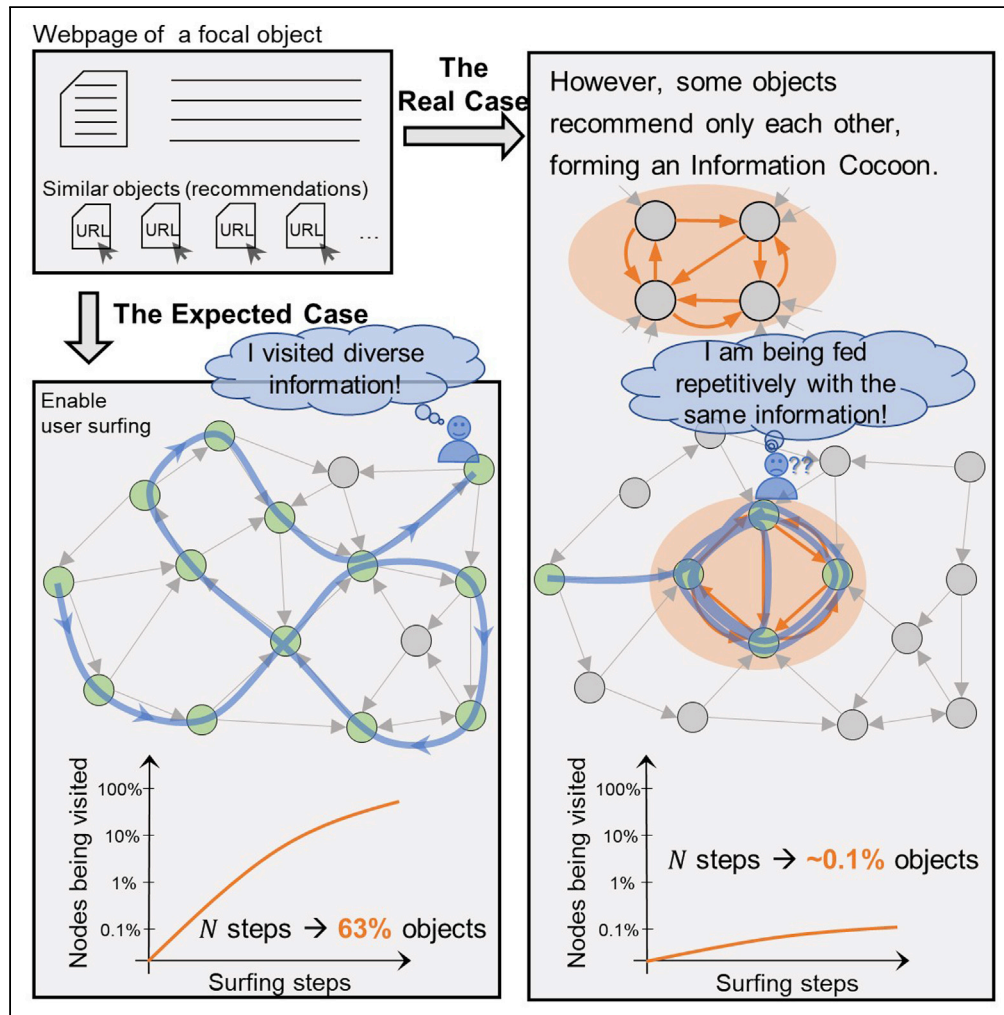 Webpage of a focal object
Similar objects (recommendations)
URL URL URL URL ...
The
Real Case
The Expected Case
I visited diverse
information!
Enable
user surfing
100%
10%
1%
0.1%
Nodes being visited
N steps → 63% objects
Surfing steps
However, some objects
recommend only each other,
forming an Information Cocoon.
I am being fed
repetitively with the
same information!
??
100%
10%
1%
0.1%
Nodes being visited
N steps → ~0.1% objects
Surfing steps